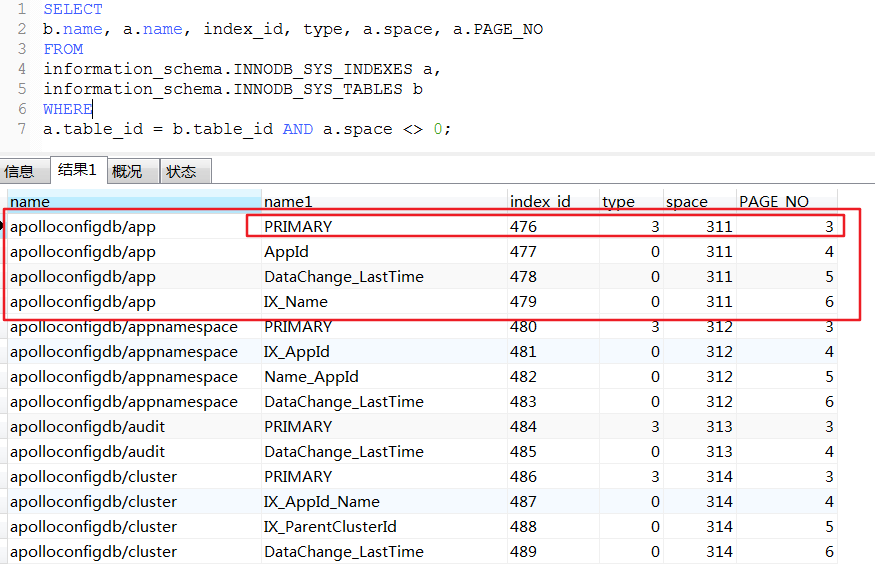 1 SELECT
2 b.name, a.name, index_id, type, a.space, a.PAGE_NO
3 FROM
4 information_schema.INNODB_SYS_INDEXES a,
5 information_schema.INNODB_SYS_TABLES b
6 WHERE
7 a.table_id = b.table_id AND a.space <> 0;
信息 结果1 概况 状态
name name1 index_id type space PAGE_NO
apolloconfigdb/app PRIMARY 476 3 311 3
apolloconfigdb/app AppId 477 0 311 4
apolloconfigdb/app DataChange_LastTime 478 0 311 5
apolloconfigdb/app IX_Name 479 0 311 6
apolloconfigdb/appnamespace PRIMARY 480 3 312 3
apolloconfigdb/appnamespace IX_AppId 481 0 312 4
apolloconfigdb/appnamespace Name_AppId 482 0 312 5
apolloconfigdb/appnamespace DataChange_LastTime 483 0 312 6
apolloconfigdb/audit PRIMARY 484 3 313 3
apolloconfigdb/audit DataChange_LastTime 485 0 313 4
apolloconfigdb/cluster PRIMARY 486 3 314 3
apolloconfigdb/cluster IX_AppId_Name 487 0 314 4
apolloconfigdb/cluster IX_ParentClusterId 488 0 314 5
apolloconfigdb/cluster DataChange_LastTime 489 0 314 6